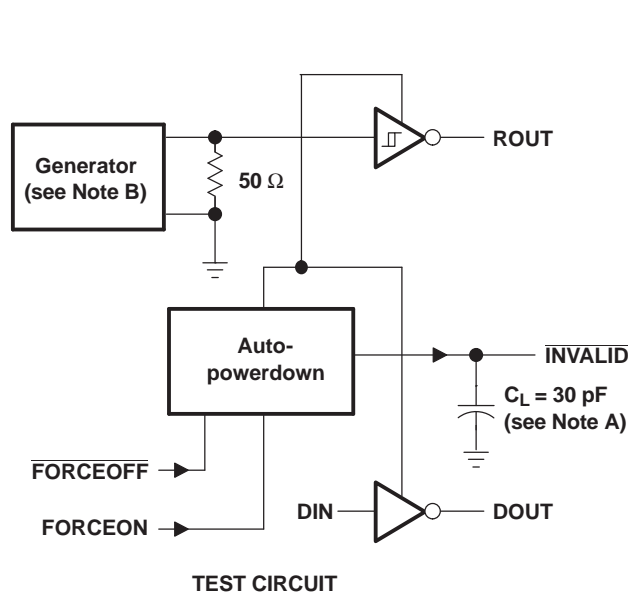 ROUT
Generator
(see Note B)
50 Ω
Auto-
powerdown
INVALID
CL = 30 pF
(see Note A)
FORCEOFF
FORCEON
DIN
DOUT
TEST CIRCUIT